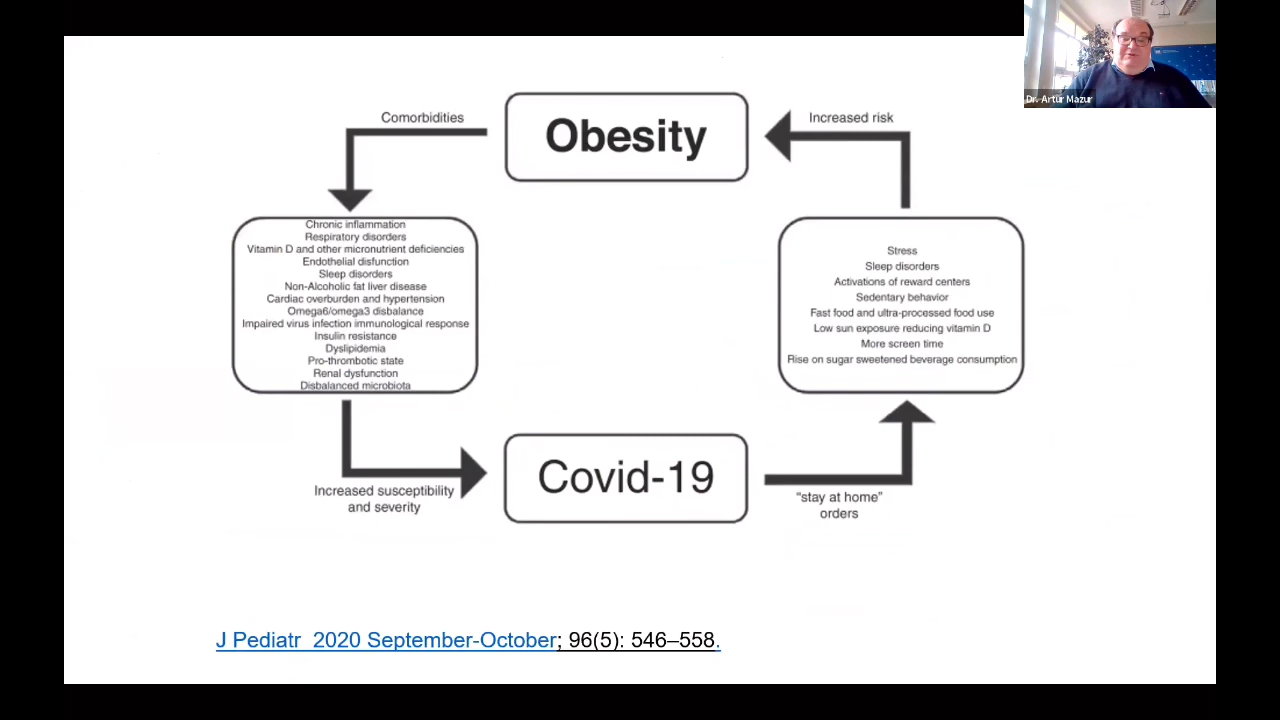 Dr. Artur Mazur
Comorbidities
Obesity
Increased risk
Chronic inflammation
Respiratory disorders
Vitamin D and other micronutrient deficiencies
Endothelial disfunction
Sleep disorders
Non-Alcoholic fat liver disease
Cardiac overburden and hypertension
Omega6/omega3 disbalance
Impaired virus infection immunological response
Insulin resistance
Dyslipidemia
Pro-thrombotic state
Renal dysfunction
Disbalanced microbiota
Stress
Sleep disorders
Activations of reward centers
Sedentary behavior
Fast food and ultra-processed food use
Low sun exposure reducing vitamin D
More screen time
Rise on sugar sweetened beverage consumption
Increased susceptibility
and severity
Covid-19
“stay at home”
orders
J Pediatr  2020 September-October; 96(5): 546–558.